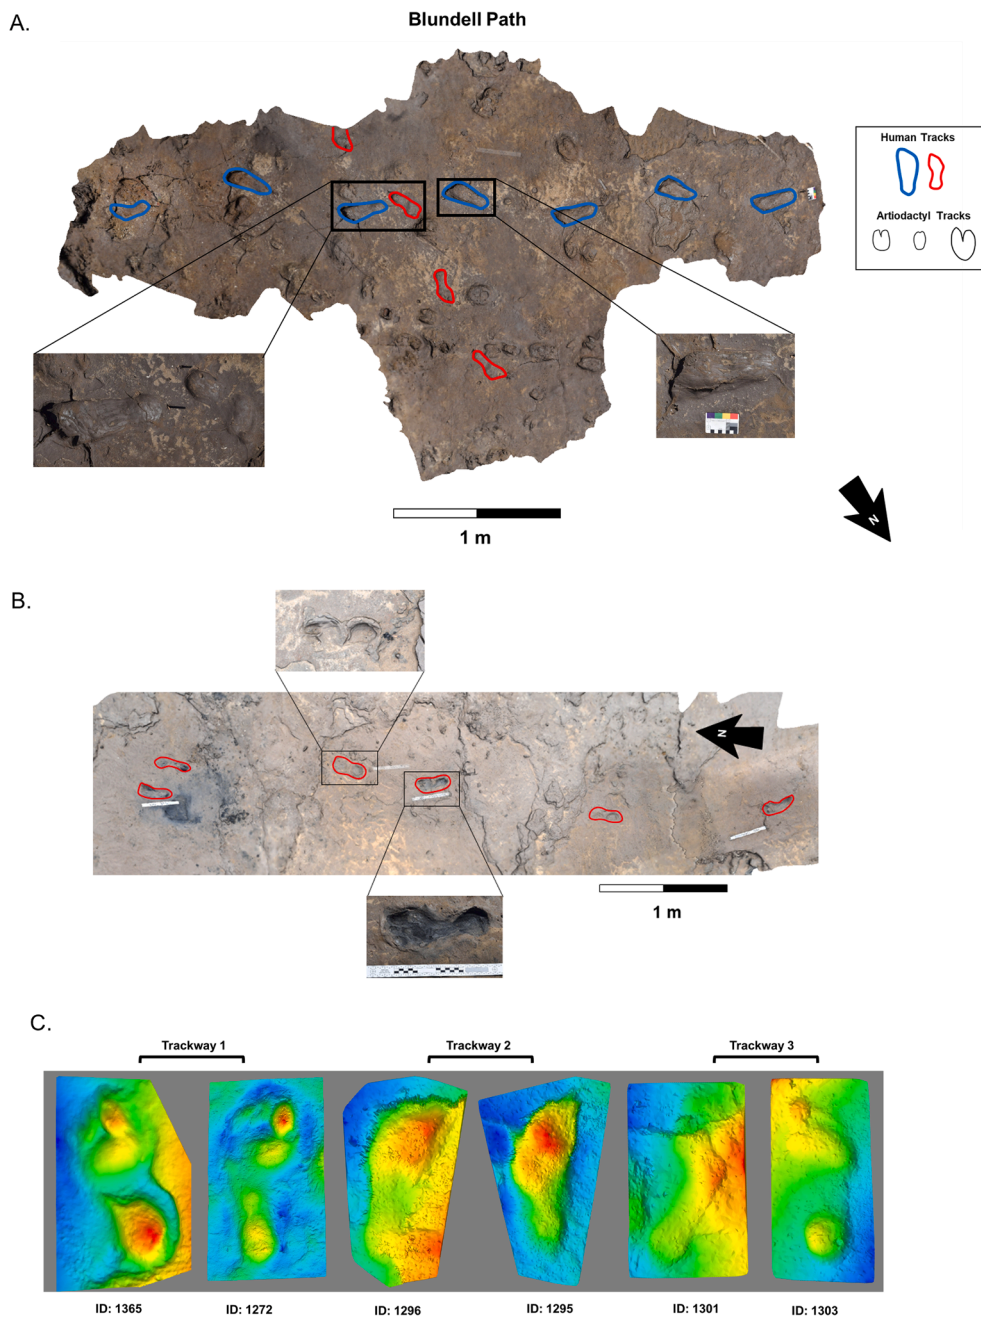 A.
Blundell Path
Human Tracks
Artiodactyl Tracks
N
1 m
B.
N
1 m
C.
Trackway 1
Trackway 2
Trackway 3
ID: 1365
ID: 1272
ID: 1296
ID: 1295
ID: 1301
ID: 1303